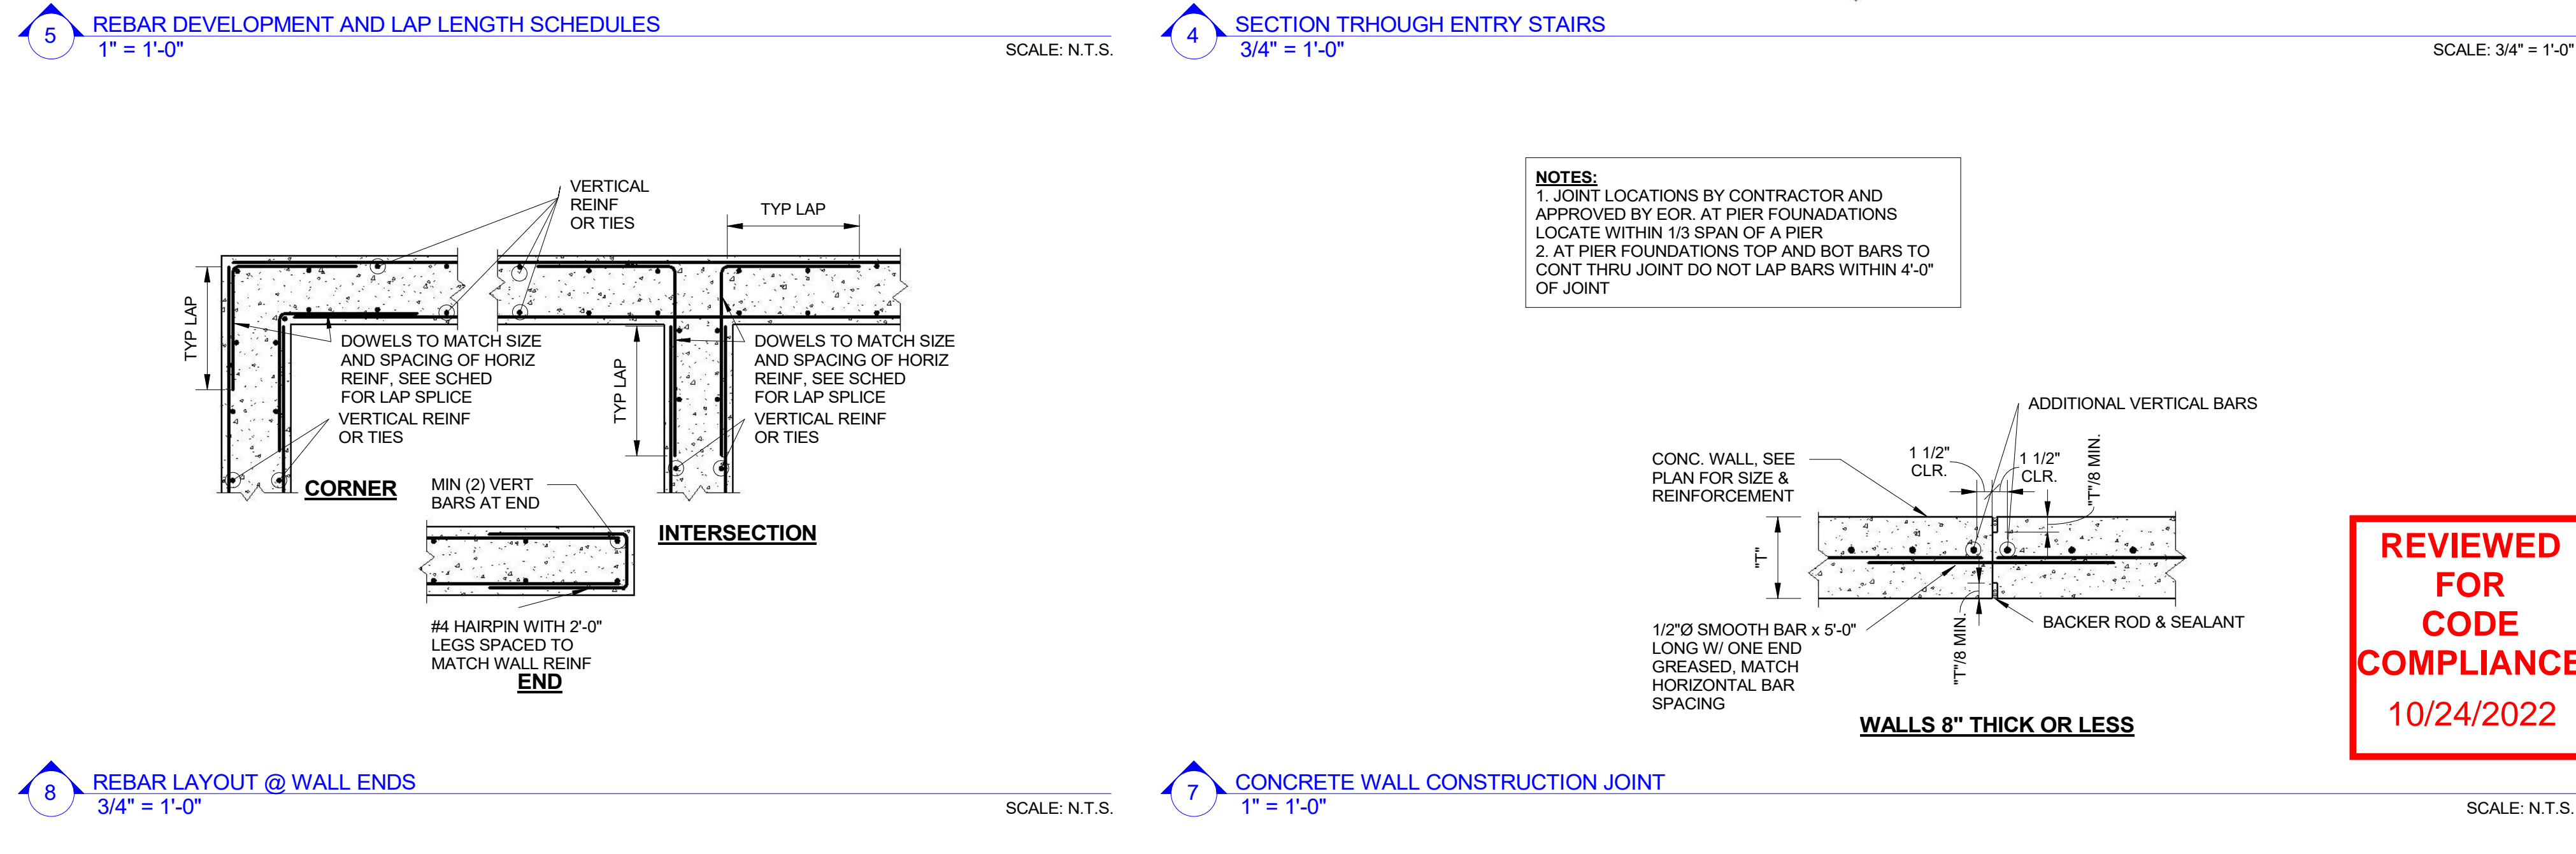 5
REBAR DEVELOPMENT AND LAP LENGTH SCHEDULES
1" = 1'-0"
SCALE: N.T.S.
4
SECTION TRHOUGH ENTRY STAIRS
3/4" = 1'-0"
SCALE: 3/4" = 1'-0"
VERTICAL
REINF
OR TIES
TYP LAP
TYP LAP
DOWELS TO MATCH SIZE
AND SPACING OF HORIZ
REINF, SEE SCHED
FOR LAP SPLICE
VERTICAL REINF
OR TIES
CORNER
TYP LAP
DOWELS TO MATCH SIZE
AND SPACING OF HORIZ
REINF, SEE SCHED
FOR LAP SPLICE
VERTICAL REINF
OR TIES
INTERSECTION
MIN (2) VERT
BARS AT END
#4 HAIRPIN WITH 2'-0"
LEGS SPACED TO
MATCH WALL REINF
END
8
REBAR LAYOUT @ WALL ENDS
3/4" = 1'-0"
SCALE: N.T.S.
NOTES:
1. JOINT LOCATIONS BY CONTRACTOR AND
APPROVED BY EOR. AT PIER FOUNADATIONS
LOCATE WITHIN 1/3 SPAN OF A PIER
2. AT PIER FOUNDATIONS TOP AND BOT BARS TO
CONT THRU JOINT DO NOT LAP BARS WITHIN 4'-0"
OF JOINT
ADDITIONAL VERTICAL BARS
CONC. WALL, SEE
PLAN FOR SIZE &
REINFORCEMENT
1 1/2"
CLR.
1 1/2"
CLR.
"T"/8 MIN.
"T"
"T"/8 MIN.
BACKER ROD & SEALANT
1/2"Ø SMOOTH BAR x 5'-0"
LONG W/ ONE END
GREASED, MATCH
HORIZONTAL BAR
SPACING
WALLS 8" THICK OR LESS
REVIEWED
FOR
CODE
COMPLIANCE
10/24/2022
7
CONCRETE WALL CONSTRUCTION JOINT
1" = 1'-0"
SCALE: N.T.S.